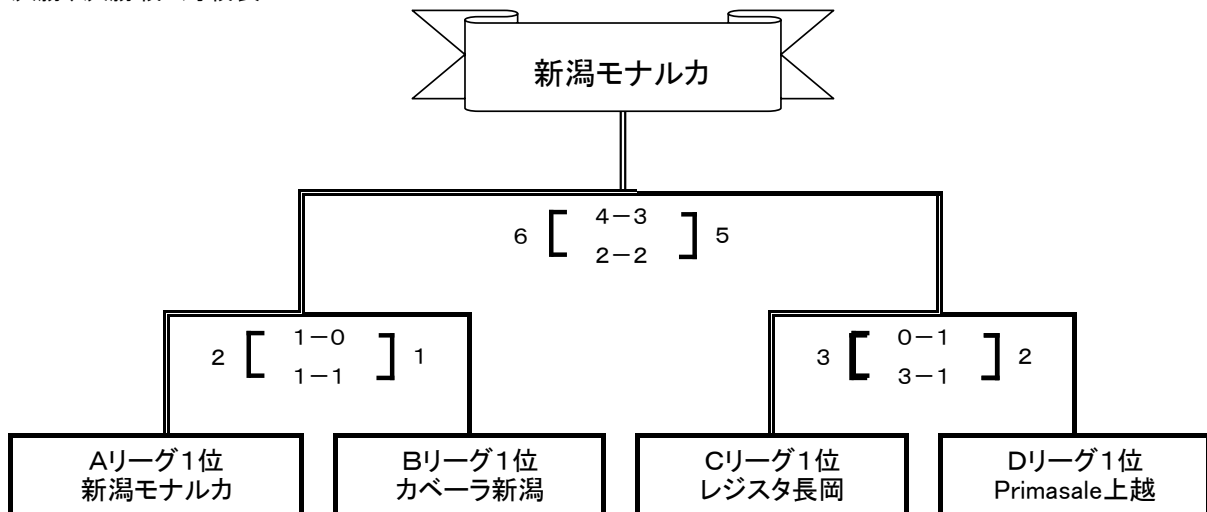 新潟モナルカ
4－3
6 [ ] 5
2－2
1－0
2 [ ] 1
1－1
0－1
3 [ ] 2
3－1
Aリーグ1位
新潟モナルカ
Bリーグ1位
カベーラ新潟
Cリーグ1位
レジスタ長岡
Dリーグ1位
Primasale上越